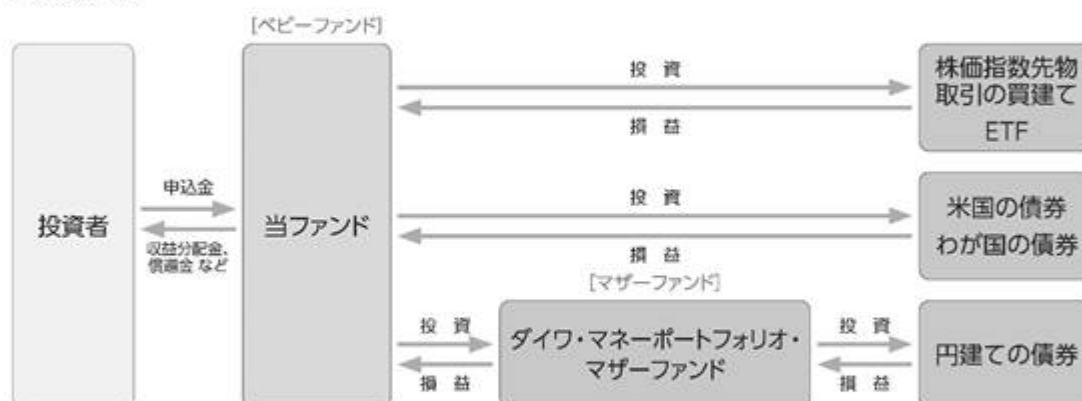 [ベビーファンド]
投資
損益
株価指数先物
取引の買建て
ETF
投資者
申込金
収益分配金、
償還金 など
当ファンド
投資
損益
米国の債券
わが国の債券
[マザーファンド]
投資
損益
ダイワ・マネーポートフォリオ・
マザーファンド
投資
損益
円建ての債券